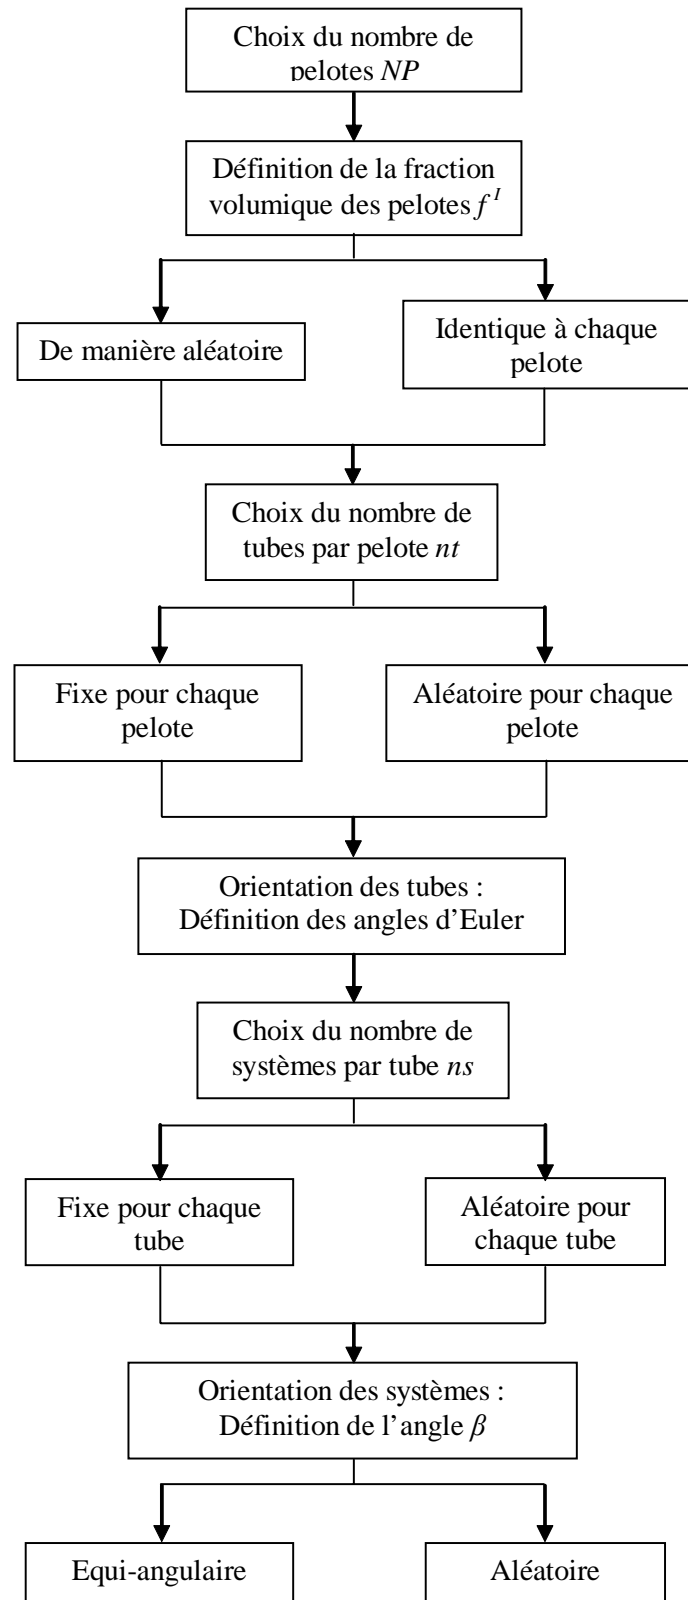 Choix du nombre de
pelotes NP
Définition de la fraction
volumique des pelotes f I
De manière aléatoire
Identique à chaque
pelote
Choix du nombre de
tubes par pelote nt
Fixe pour chaque
pelote
Aléatoire pour chaque
pelote
Orientation des tubes :
Définition des angles d’Euler
Choix du nombre de
systèmes par tube ns
Fixe pour chaque
tube
Aléatoire pour
chaque tube
Orientation des systèmes :
Définition de l’angle β
Equi-angulaire
Aléatoire